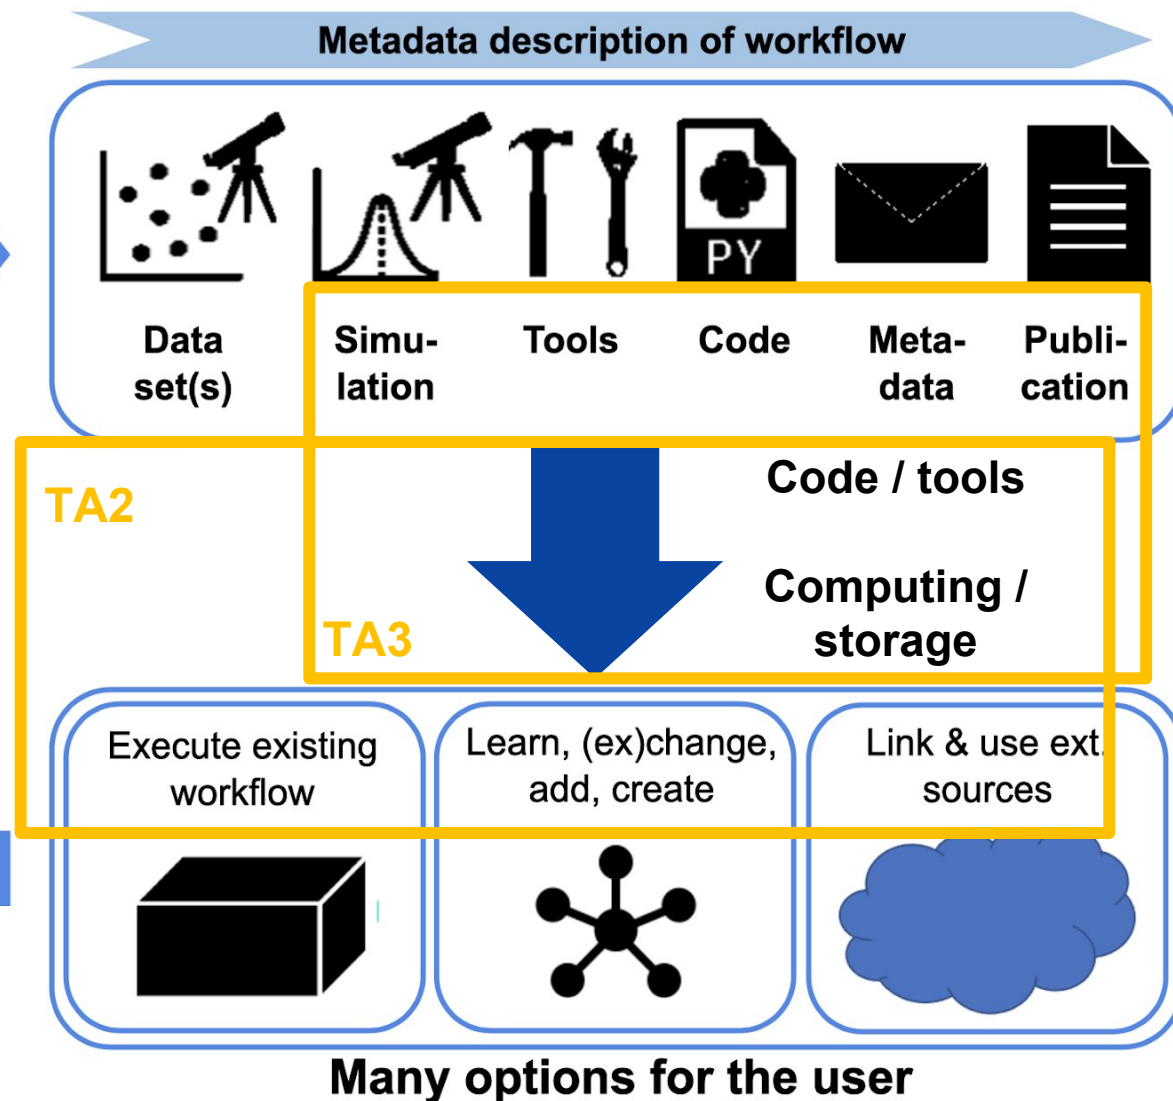 Metadata description of workflow
PY
Data
set(s)
Simu-
lation
Tools
Code
Meta-
data
Publi-
cation
TA2
Code / tools
Computing /
storage
TA3
Execute existing
workflow
Learn, (ex)change,
add, create
Link & use ext.
sources
Many options for the user